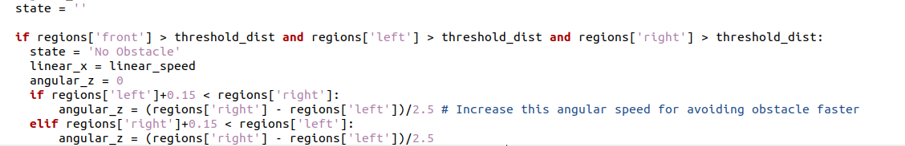 state = ''
if regions['front'] > threshold_dist and regions['left'] > threshold_dist and regions['right'] > threshold_dist:
state = 'No Obstacle'
linear_x = linear_speed
angular_z = 0
if regions['left']+0.15 < regions['right']:
angular_z = (regions['right'] - regions['left'])/2.5 # Increase this angular speed for avoiding obstacle faster
elif regions['right']+0.15 < regions['left']:
angular_z = (regions['right'] - regions['left'])/2.5